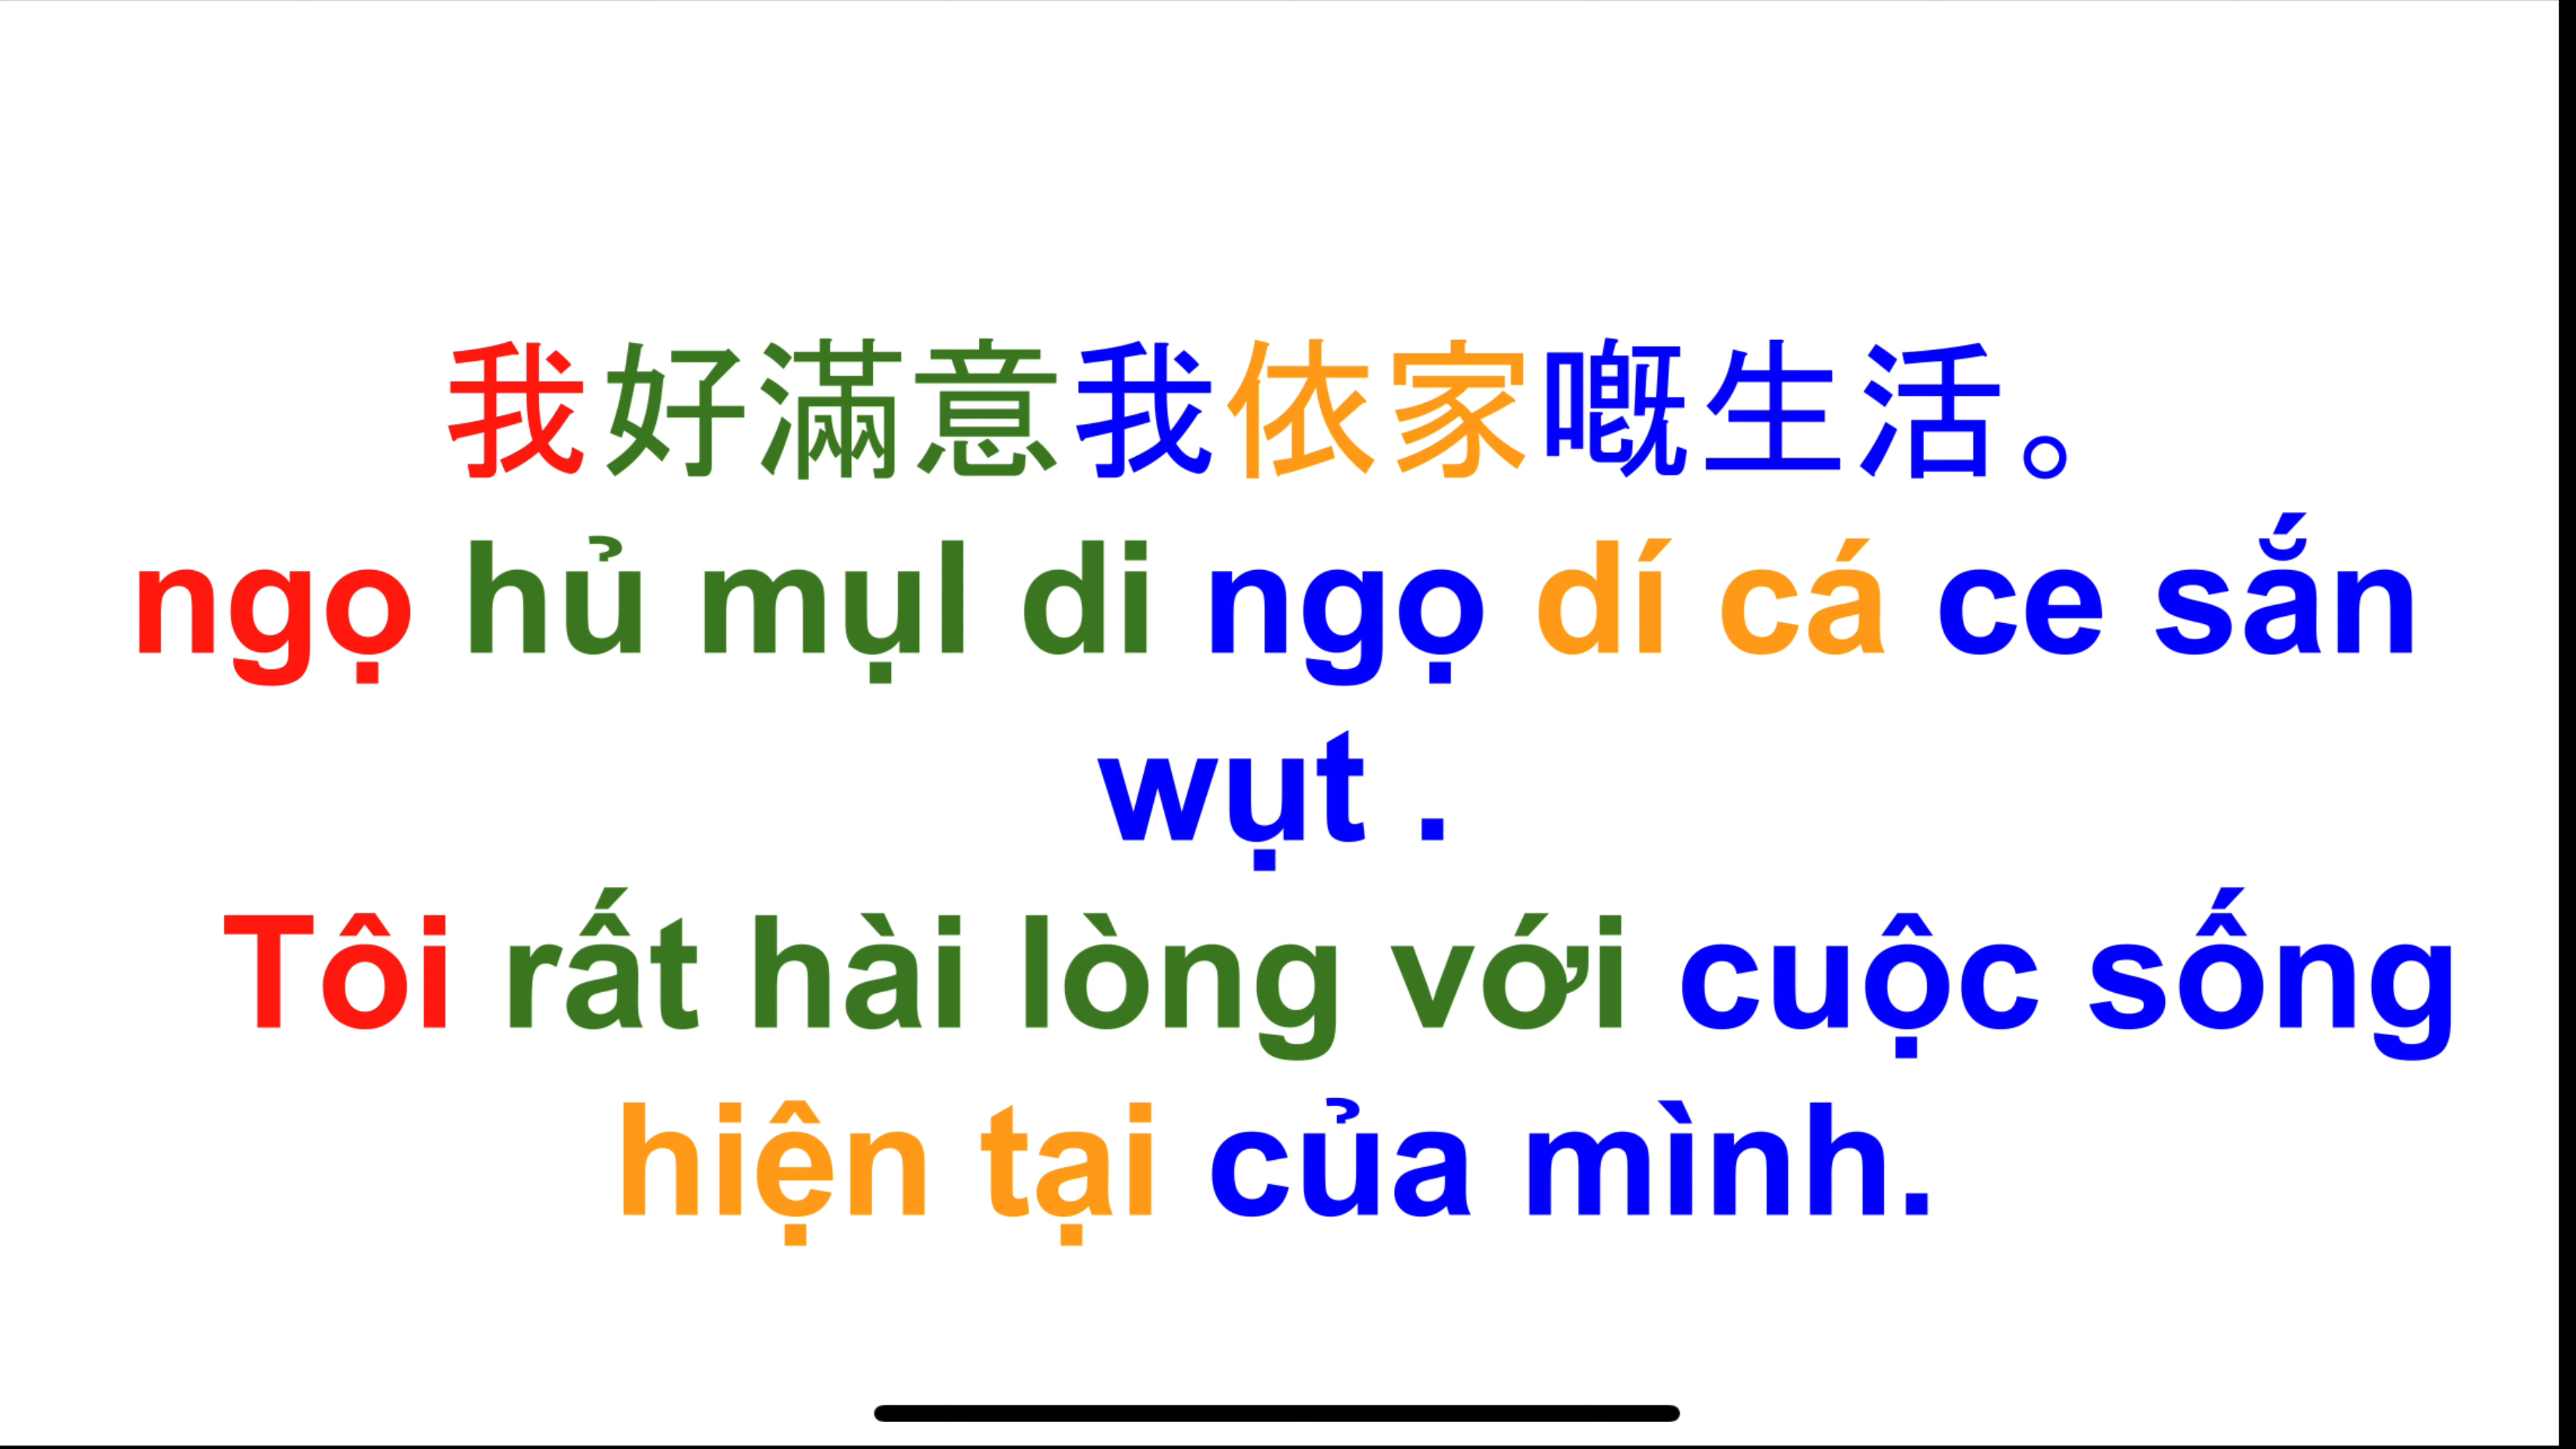 我好滿意我依家嘅生活。
ngọ hủ mụl di ngọ dí cá ce sắn
wụt .
Tôi rất hài lòng với cuộc sống
hiện tại của mình.